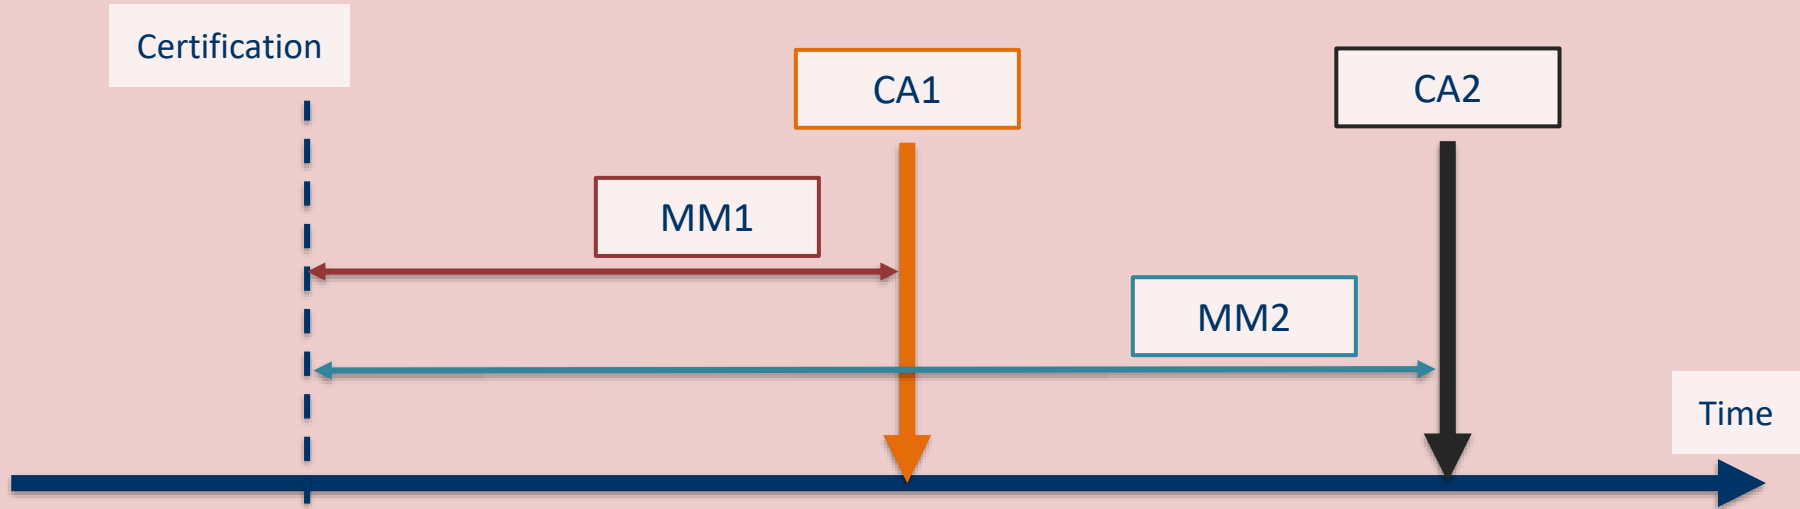 Certification
CA1
CA2
MM1
MM2
Time